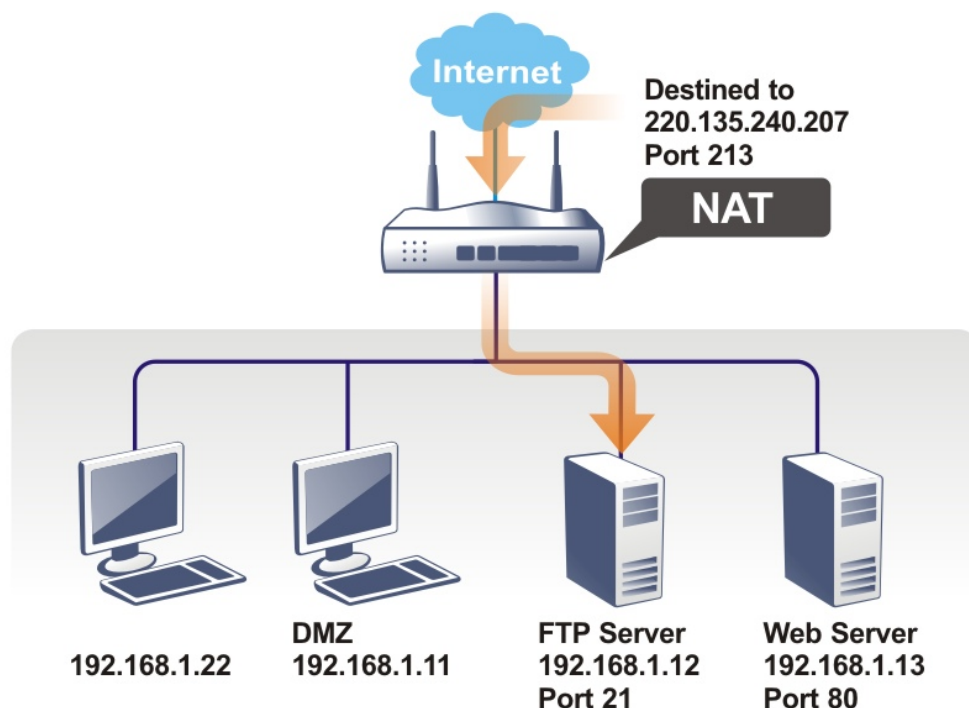 Internet
Destined to
220.135.240.207
Port 213
NAT
192.168.1.22
DMZ
192.168.1.11
FTP Server
192.168.1.12
Port 21
Web Server
192.168.1.13
Port 80